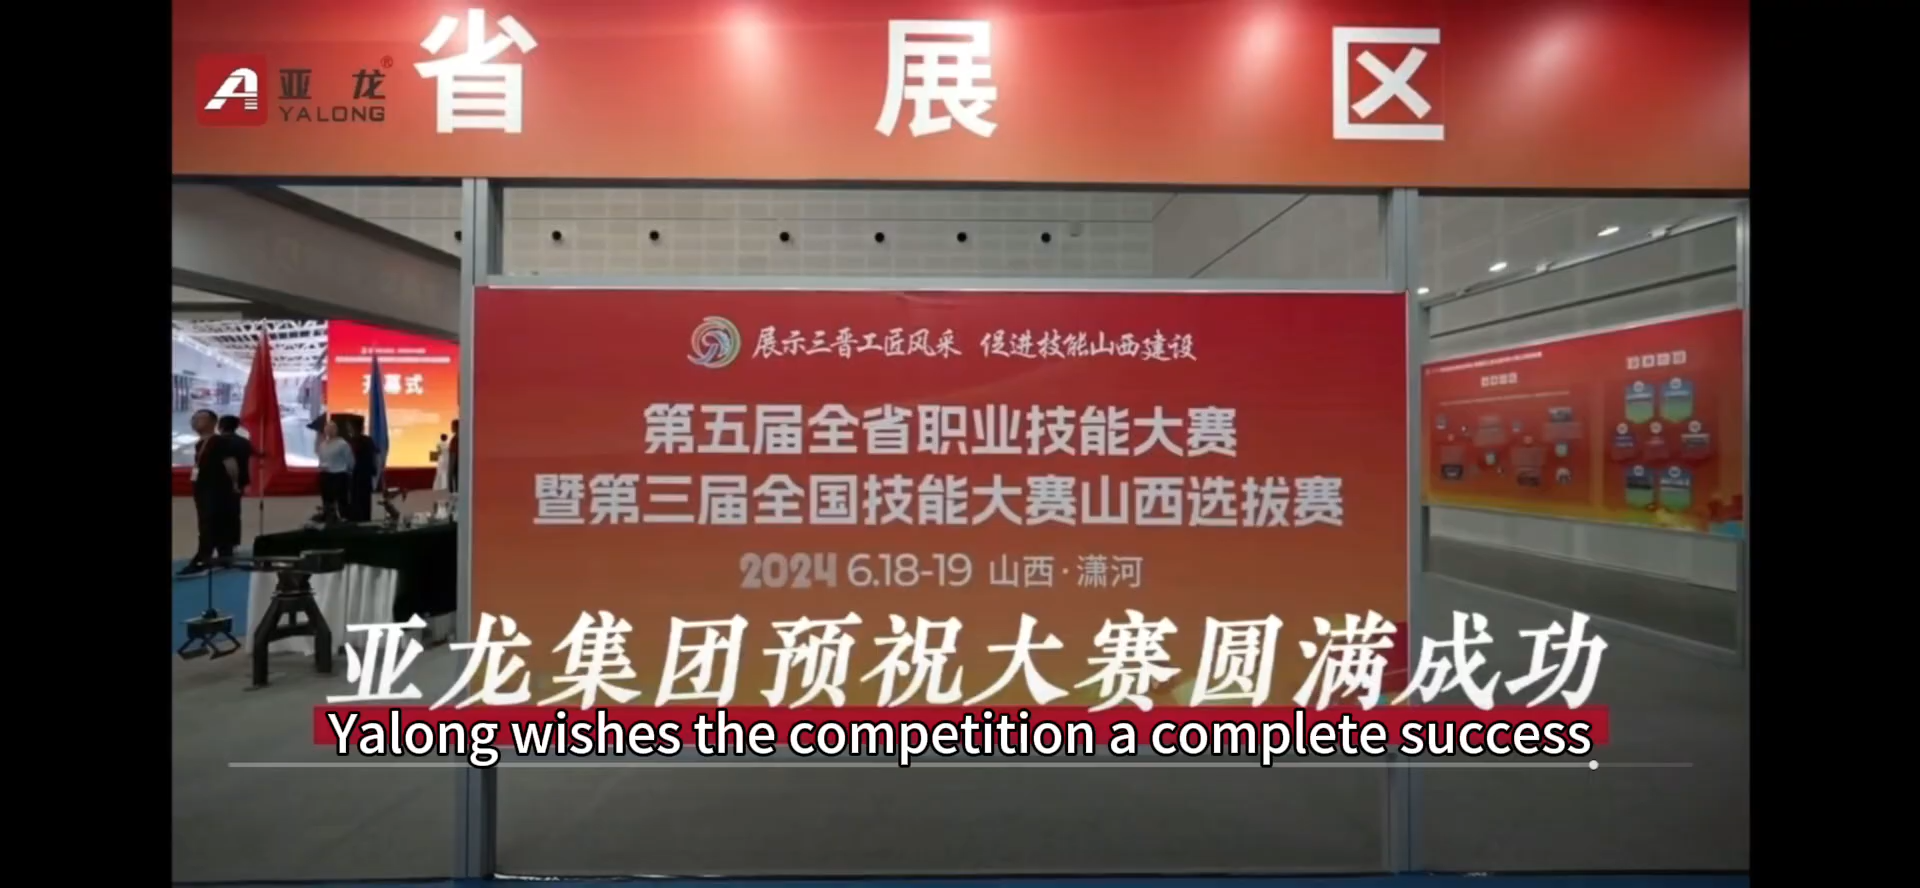 省展区
亚龙®
YALONG
展示三晋工匠风采 促进技能山西建设
开幕式
第五届全省职业技能大赛
暨第三届全国技能大赛山西选拔赛
2024 6.18-19 山西·潇河
亚龙集团预祝大赛圆满成功
Yalong wishes the competition a complete success